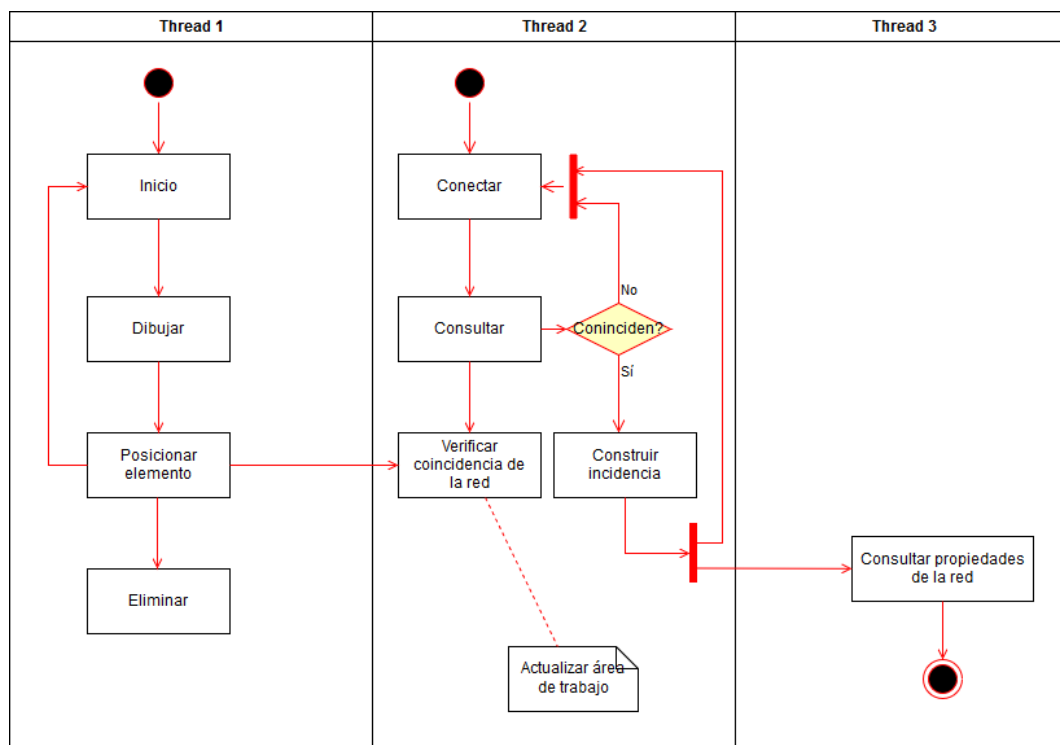 Thread 1
Thread 2
Thread 3
Inicio
Conectar
No
Dibujar
Consultar
Coninciden?
Sí
Posicionar
elemento
Verificar
coincidencia de
la red
Construir
incidencia
Consultar propiedades
de la red
Eliminar
Actualizar área
de trabajo